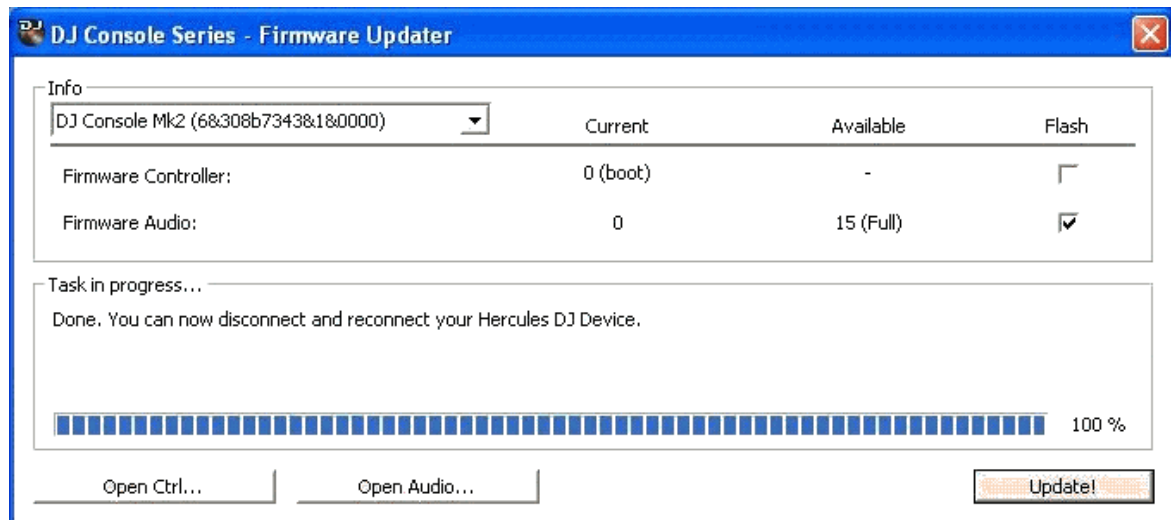 DJ Console Series - Firmware Updater
Info
DJ Console Mk2 (6&308b7343&1&0000)
Current
Available
Flash
Firmware Controller:
0 (boot)
-
Firmware Audio:
0
15 (Full)
Task in progress...
Done. You can now disconnect and reconnect your Hercules DJ Device.
100 %
Open Ctrl...
Open Audio...
Update!